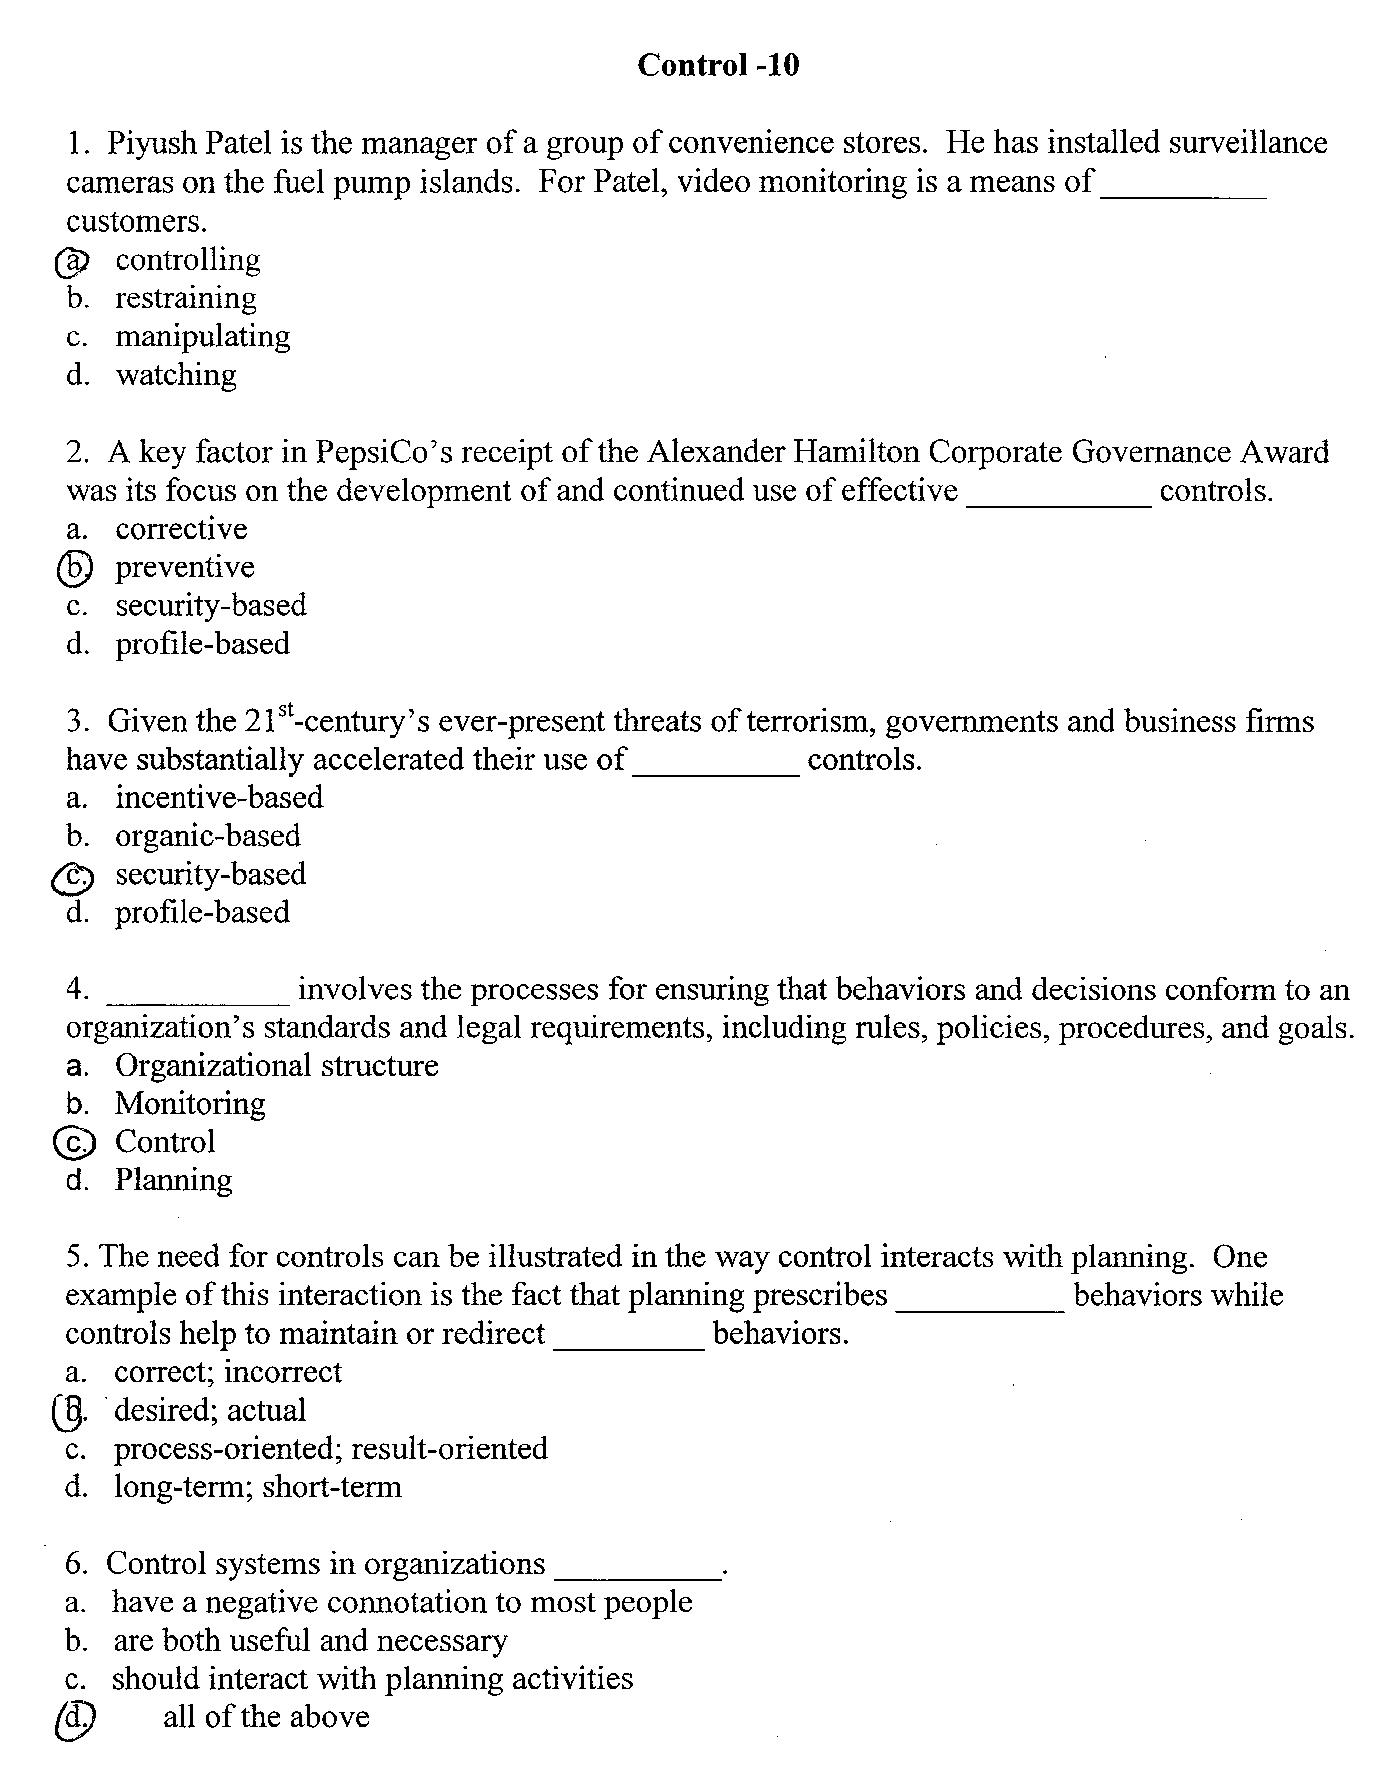 Control -10
1. Piyush Patel is the manager of a group of convenience stores. He has installed surveillance
cameras on the fuel pump islands. For Patel, video monitoring is a means of __________
customers.
a. controlling
b. restraining
c. manipulating
d. watching
2. A key factor in PepsiCo's receipt of the Alexander Hamilton Corporate Governance Award
was its focus on the development of and continued use of effective ___________ controls.
a. corrective
b. preventive
c. security-based
d. profile-based
3. Given the 21st-century's ever-present threats of terrorism, governments and business firms
have substantially accelerated their use of __________ controls.
a. incentive-based
b. organic-based
c. security-based
d. profile-based
4. ___________ involves the processes for ensuring that behaviors and decisions conform to an
organization's standards and legal requirements, including rules, policies, procedures, and goals.
a. Organizational structure
b. Monitoring
c. Control
d. Planning
5. The need for controls can be illustrated in the way control interacts with planning. One
example of this interaction is the fact that planning prescribes __________ behaviors while
controls help to maintain or redirect _________ behaviors.
a. correct; incorrect
b. desired; actual
c. process-oriented; result-oriented
d. long-term; short-term
6. Control systems in organizations __________.
a. have a negative connotation to most people
b. are both useful and necessary
c. should interact with planning activities
d. all of the above